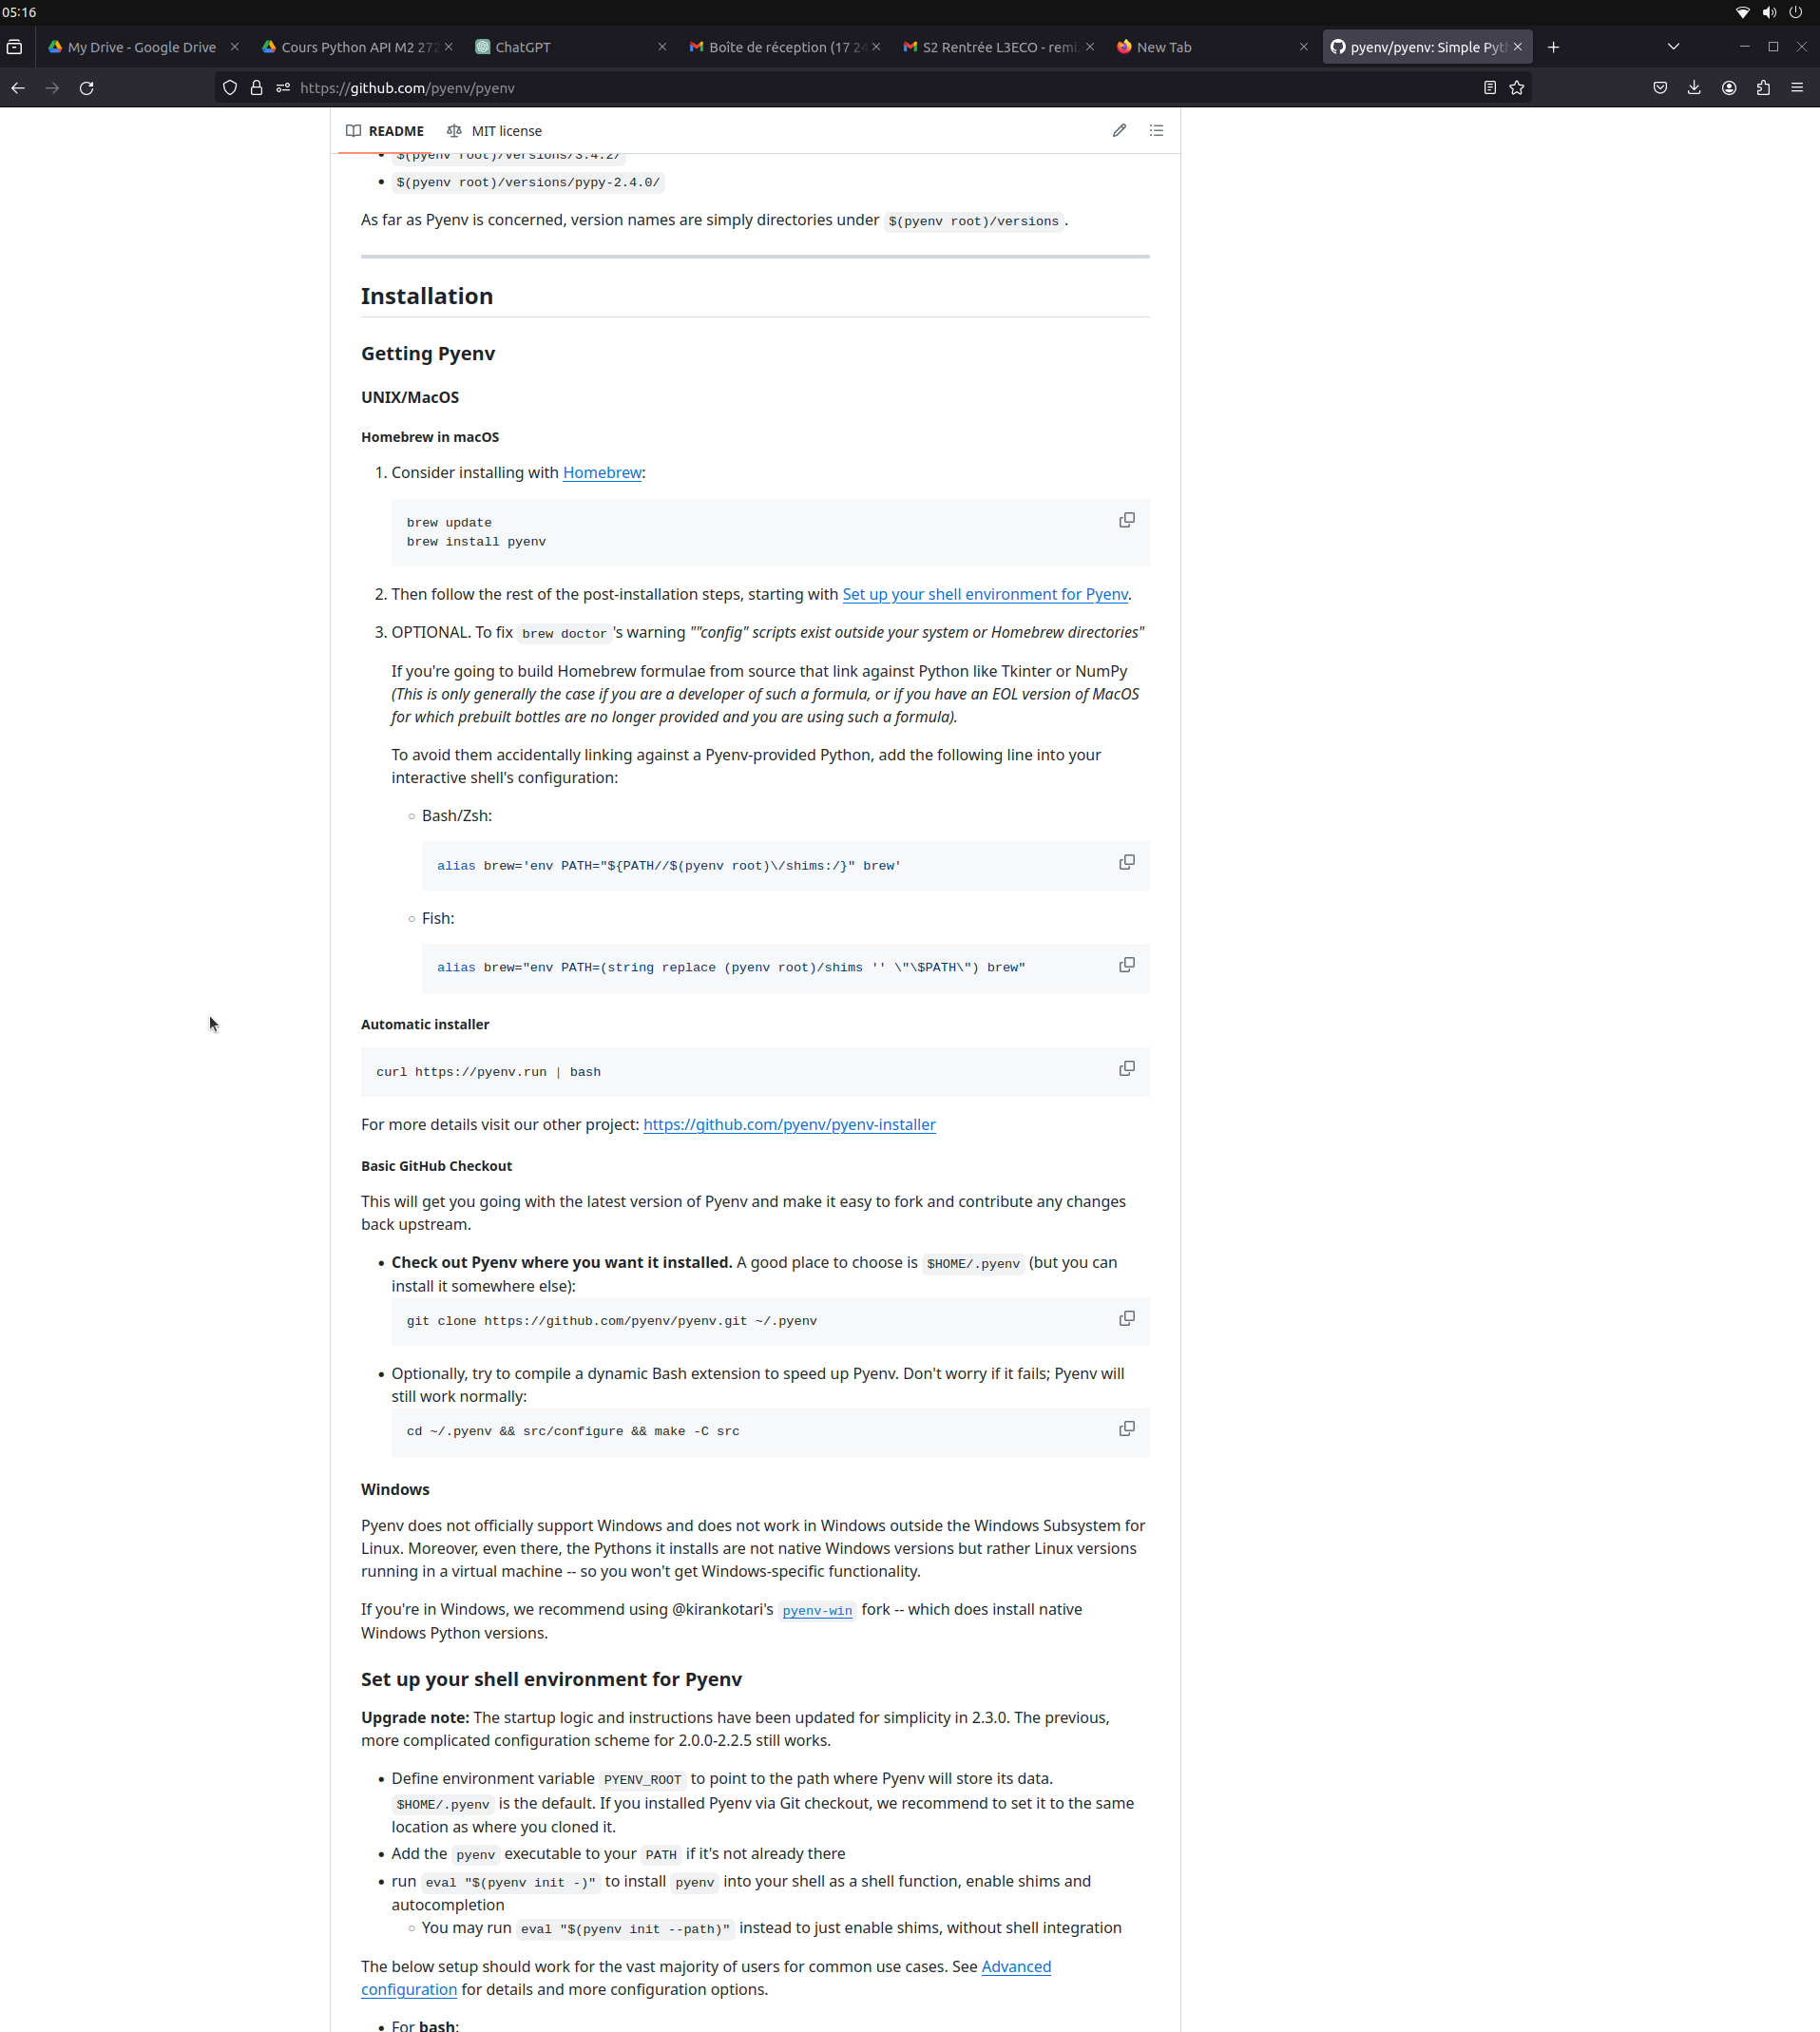 05:16
My Drive - Google Drive
Cours Python API M2 272
ChatGPT
Boîte de réception (17 24
S2 Rentrée L3ECO - remi
New Tab
pyenv/pyenv: Simple Pyt
https://github.com/pyenv/pyenv
README
MIT license
$(pyenv root)/versions/3.4.2/
$(pyenv root)/versions/pypy-2.4.0/
As far as Pyenv is concerned, version names are simply directories under $(pyenv root)/versions .
Installation
Getting Pyenv
UNIX/MacOS
Homebrew in macOS
1. Consider installing with Homebrew:
brew update
brew install pyenv
2. Then follow the rest of the post-installation steps, starting with Set up your shell environment for Pyenv.
3. OPTIONAL. To fix brew doctor 's warning ""config" scripts exist outside your system or Homebrew directories"
If you're going to build Homebrew formulae from source that link against Python like Tkinter or NumPy
(This is only generally the case if you are a developer of such a formula, or if you have an EOL version of MacOS
for which prebuilt bottles are no longer provided and you are using such a formula).
To avoid them accidentally linking against a Pyenv-provided Python, add the following line into your
interactive shell's configuration:
Bash/Zsh:
alias brew='env PATH="${PATH//$(pyenv root)\/shims:/}" brew'
Fish:
alias brew="env PATH=(string replace (pyenv root)/shims '' \"\$PATH\") brew"
Automatic installer
curl https://pyenv.run | bash
For more details visit our other project: https://github.com/pyenv/pyenv-installer
Basic GitHub Checkout
This will get you going with the latest version of Pyenv and make it easy to fork and contribute any changes
back upstream.
Check out Pyenv where you want it installed. A good place to choose is $HOME/.pyenv (but you can
install it somewhere else):
git clone https://github.com/pyenv/pyenv.git ~/.pyenv
Optionally, try to compile a dynamic Bash extension to speed up Pyenv. Don't worry if it fails; Pyenv will
still work normally:
cd ~/.pyenv && src/configure && make -C src
Windows
Pyenv does not officially support Windows and does not work in Windows outside the Windows Subsystem for
Linux. Moreover, even there, the Pythons it installs are not native Windows versions but rather Linux versions
running in a virtual machine -- so you won't get Windows-specific functionality.
If you're in Windows, we recommend using @kirankotari's pyenv-win fork -- which does install native
Windows Python versions.
Set up your shell environment for Pyenv
Upgrade note: The startup logic and instructions have been updated for simplicity in 2.3.0. The previous,
more complicated configuration scheme for 2.0.0-2.2.5 still works.
Define environment variable PYENV_ROOT to point to the path where Pyenv will store its data.
$HOME/.pyenv is the default. If you installed Pyenv via Git checkout, we recommend to set it to the same
location as where you cloned it.
Add the pyenv executable to your PATH if it's not already there
run eval "$(pyenv init -)" to install pyenv into your shell as a shell function, enable shims and
autocompletion
You may run eval "$(pyenv init --path)" instead to just enable shims, without shell integration
The below setup should work for the vast majority of users for common use cases. See Advanced
configuration for details and more configuration options.
For bash: